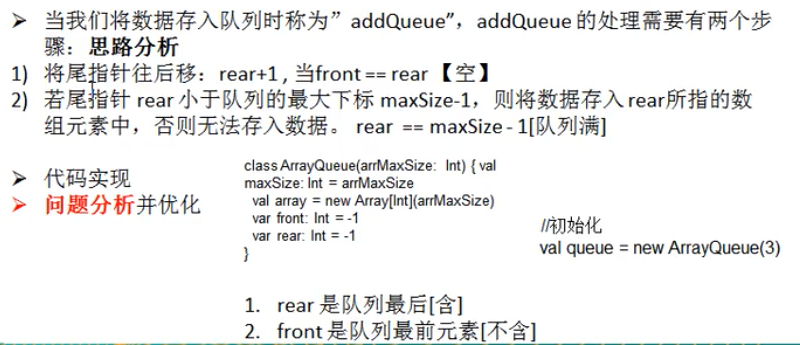 ➢ 当我们将数据存入队列时称为”addQueue”，addQueue 的处理需要有两个步
骤：思路分析
1) 将尾指针往后移：rear+1 , 当front == rear 【空】
2) 若尾指针 rear 小于队列的最大下标 maxSize-1，则将数据存入 rear所指的数
组元素中，否则无法存入数据。 rear == maxSize - 1[队列满]
➢ 代码实现
➢ 问题分析并优化
class ArrayQueue(arrMaxSize: Int) { val
maxSize: Int = arrMaxSize
val array = new Array[Int](arrMaxSize)
var front: Int = -1
var rear: Int = -1
}
//初始化
val queue = new ArrayQueue(3)
1. rear 是队列最后[含]
2. front 是队列最前元素[不含]